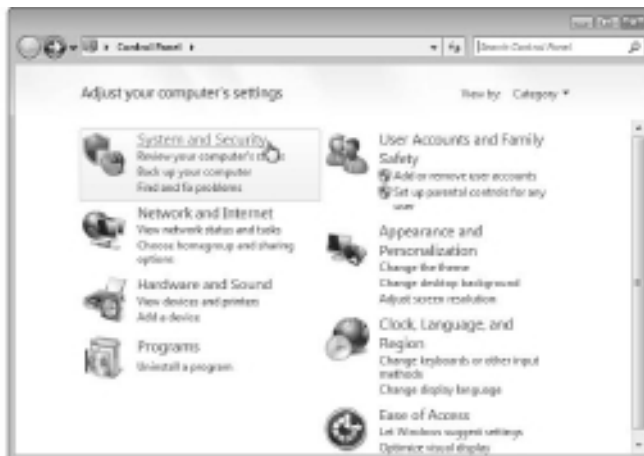 Control Panel
Search Control Panel
Adjust your computer's settings
View by: Category
System and Security
Review your computer's
Back up your computer
Find and fix problems
Network and Internet
View network status and tasks
Choose homegroup and sharing
options
Hardware and Sound
View devices and printers
Add a device
Programs
Uninstall a program
User Accounts and Family
Safety
Add or remove user accounts
Set up parental controls for any
user
Appearance and
Personalization
Change the theme
Change desktop background
Adjust screen resolution
Clock, Language, and
Region
Change keyboards or other input
methods
Change display language
Ease of Access
Let Windows suggest settings
Optimize visual display